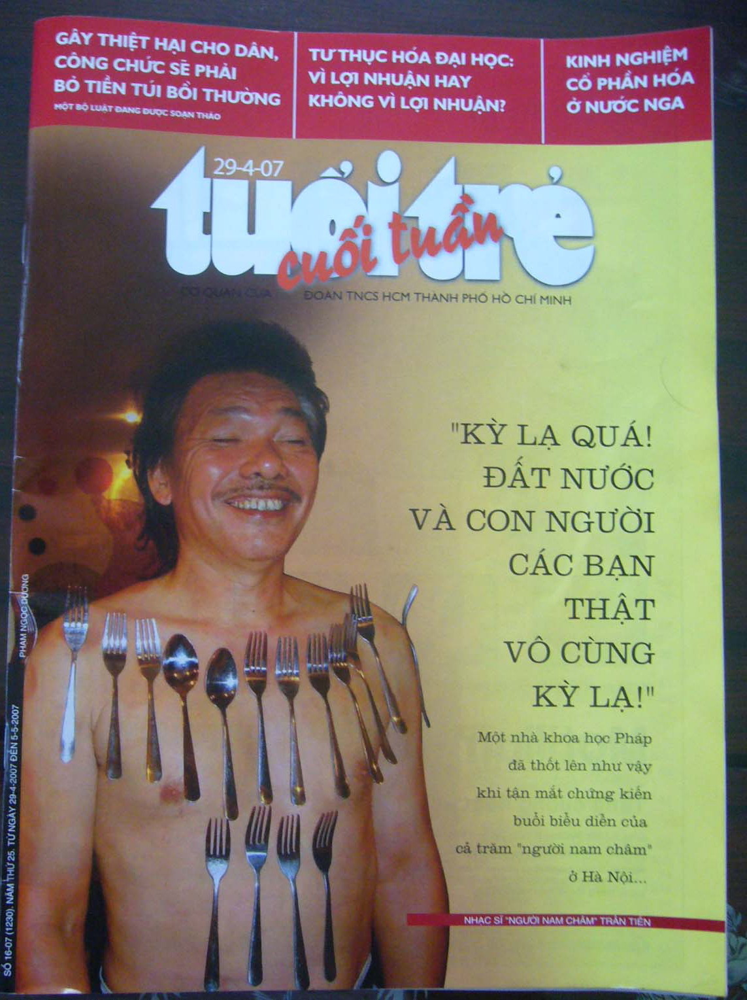 GÂY THIỆT HẠI CHO DÂN,
CÔNG CHỨC SẼ PHẢI
BỎ TIỀN TÚI BỒI THƯỜNG
MỘT BỘ LUẬT ĐANG ĐƯỢC SOẠN THẢO
TƯ THỤC HÓA ĐẠI HỌC:
VÌ LỢI NHUẬN HAY
KHÔNG VÌ LỢI NHUẬN?
KINH NGHIỆM
CỔ PHẦN HÓA
Ở NƯỚC NGA
29-4-07
tuổi trẻ
cuối tuần
CƠ QUAN CỦA ĐOÀN TNCS HCM THÀNH PHỐ HỒ CHÍ MINH
"KỲ LẠ QUÁ!
ĐẤT NƯỚC
VÀ CON NGƯỜI
CÁC BẠN
THẬT
VÔ CÙNG
KỲ LẠ!"
Một nhà khoa học Pháp
đã thốt lên như vậy
khi tận mắt chứng kiến
buổi biểu diễn của
cả trăm "người nam châm"
ở Hà Nội...
NHẠC SĨ "NGƯỜI NAM CHÂM" TRẦN TIẾN
PHẠM NGỌC DƯƠNG
SỐ 16-07 (1230). NĂM THỨ 25. TỪ NGÀY 29-4-2007 ĐẾN 5-5-2007